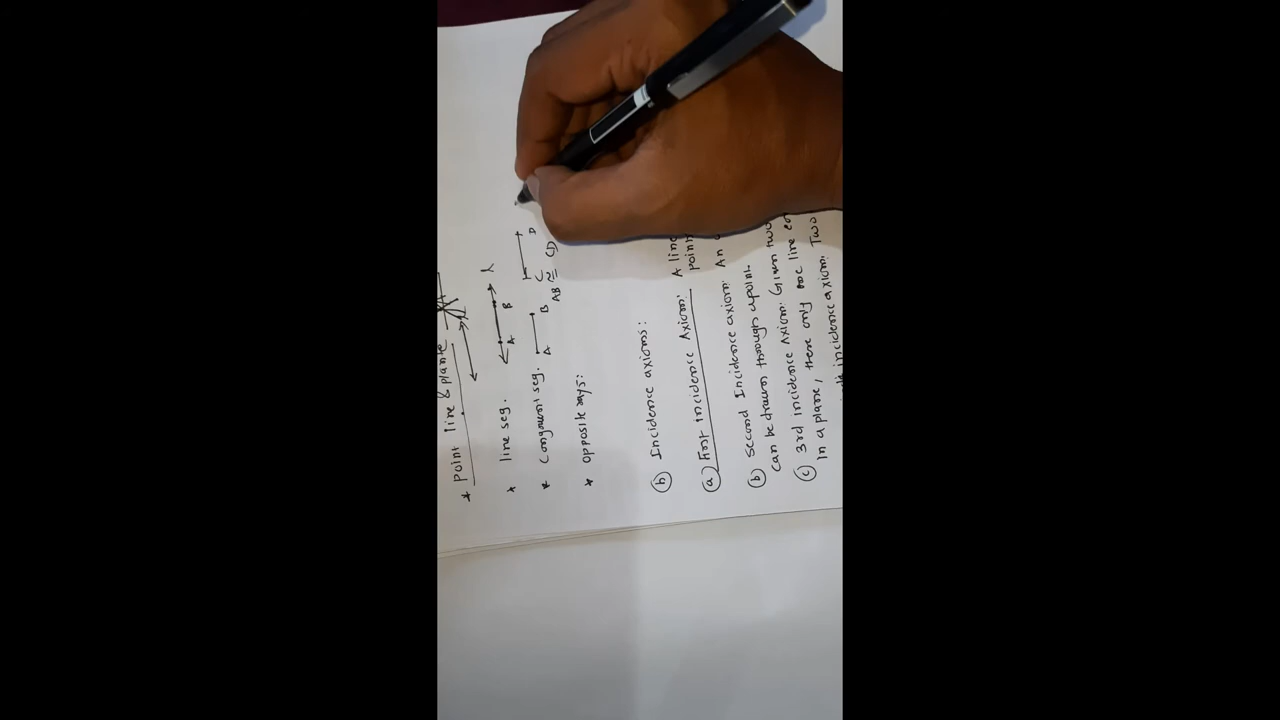 * point line & plane
* line seg. A B l
* congruent seg. A B C D
AB ≅ CD
* opposite rays:
(b) Incidence axioms:
(a) First incidence Axiom: A line
point
(b) Second Incidence axiom: An
can be drawn through a point.
(c) 3rd incidence Axiom: Given two
in a plane, there only one line
incidence axiom: Two